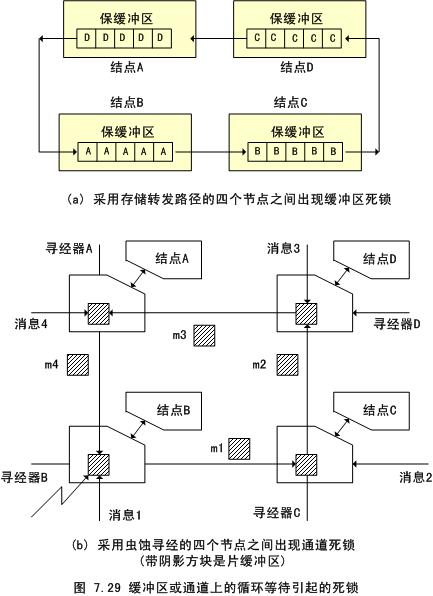 保缓冲区 保缓冲区
D D D D D C C C C C
结点A 结点D
结点B 结点C
保缓冲区 保缓冲区
A A A A A B B B B B
(a) 采用存储转发路径的四个节点之间出现缓冲区死锁
寻经器A 消息3
结点A 结点D
消息4 m3 寻经器D
m4 m2
结点B 结点C
m1
寻经器B 消息2
消息1 寻经器C
(b) 采用虫蚀寻经的四个节点之间出现通道死锁
(带阴影方块是片缓冲区)
图 7.29 缓冲区或通道上的循环等待引起的死锁